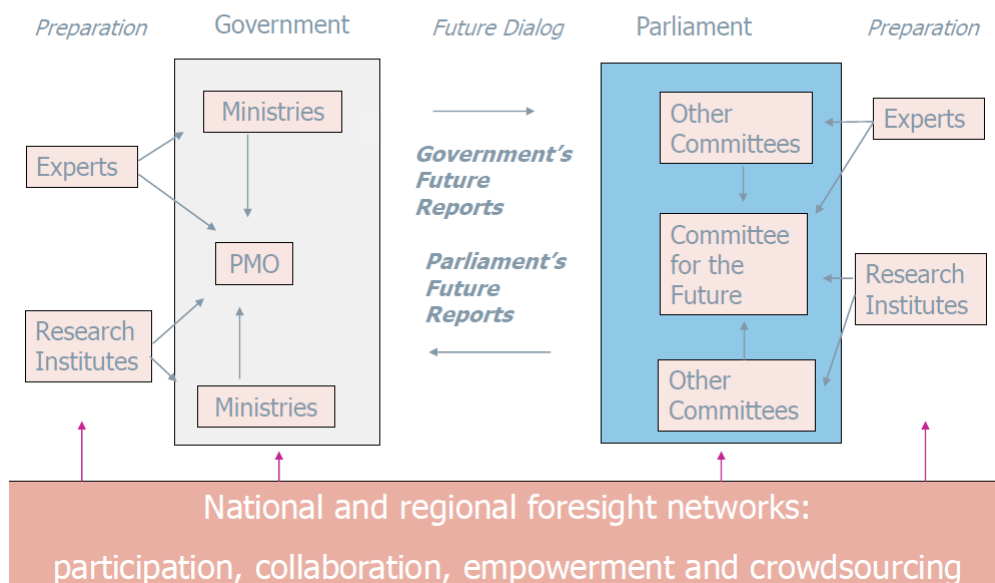 Preparation
Government
Future Dialog
Parliament
Preparation
Ministries
Experts
PMO
Research
Institutes
Ministries
Government's
Future
Reports
Parliament's
Future
Reports
Other
Committees
Committee
for the
Future
Other
Committees
Experts
Research
Institutes
National and regional foresight networks:
participation, collaboration, empowerment and crowdsourcing